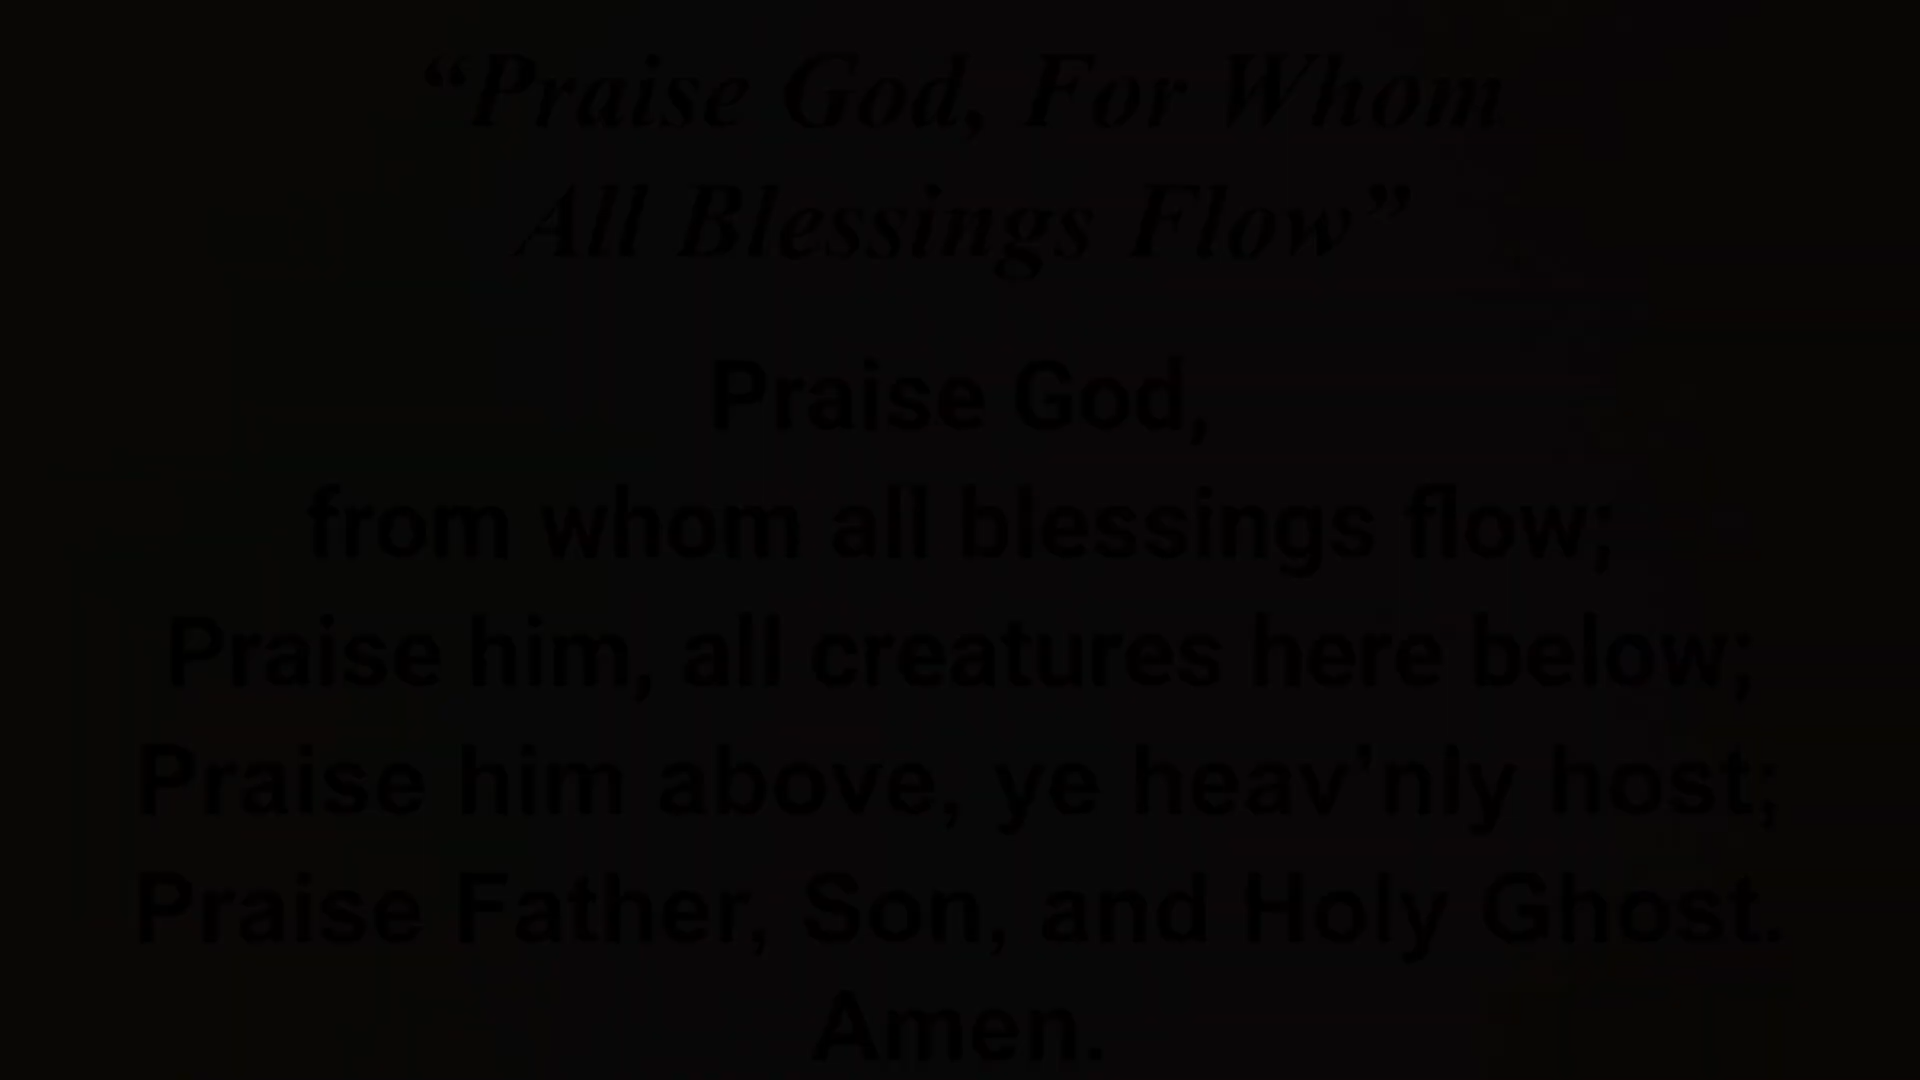 “Praise God, For Whom
All Blessings Flow”
Praise God,
from whom all blessings flow;
Praise him, all creatures here below;
Praise him above, ye heav’nly host;
Praise Father, Son, and Holy Ghost.
Amen.